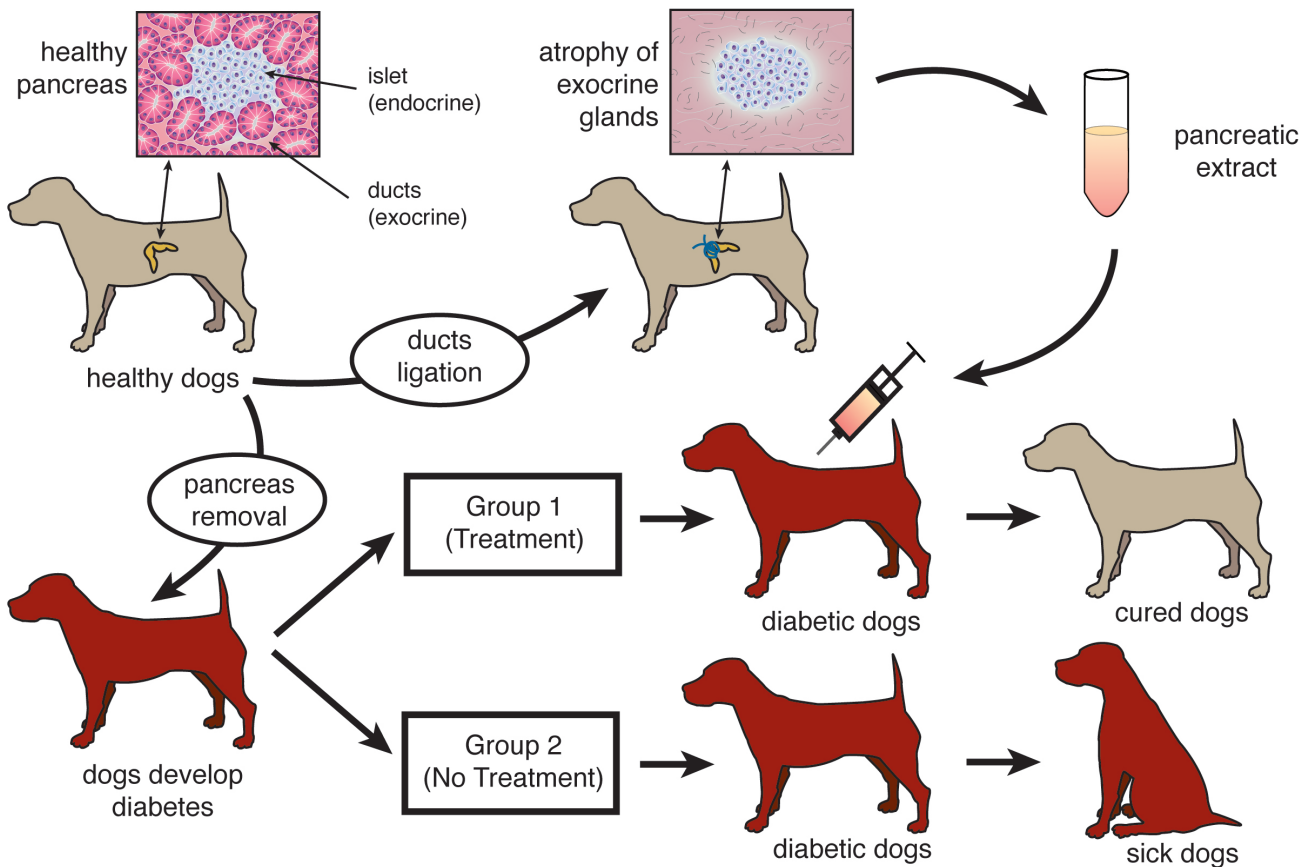 healthy
pancreas
islet
(endocrine)
ducts
(exocrine)
atrophy of
exocrine
glands
pancreatic
extract
healthy dogs
ducts
ligation
pancreas
removal
Group 1
(Treatment)
diabetic dogs
cured dogs
dogs develop
diabetes
Group 2
(No Treatment)
diabetic dogs
sick dogs